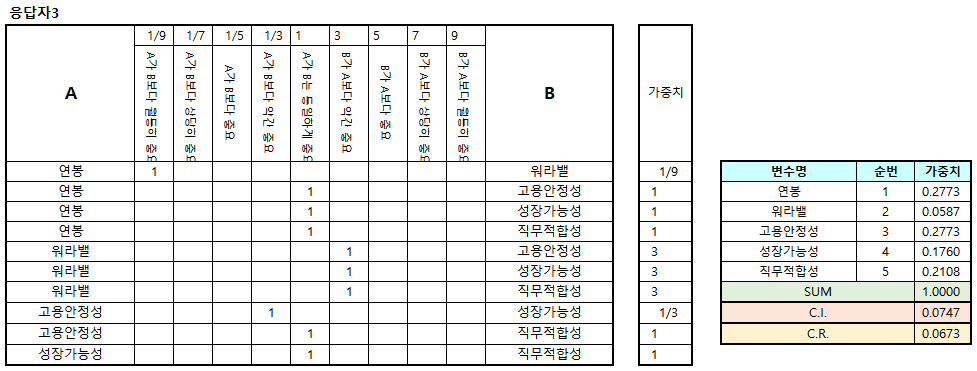 응답자3
1/9 1/7 1/5 1/3 1 3 5 7 9
A A가 B보다 월등히 중요 A가 B보다 상당히 중요 A가 B보다 중요 A가 B보다 약간 중요 A가 B는 동일하게 중요 B가 A보다 약간 중요 B가 A보다 중요 B가 A보다 상당히 중요 B가 A보다 월등히 중요 B 가중치
연봉 1 워라밸 1/9
연봉 1 고용안정성 1
연봉 1 성장가능성 1
연봉 1 직무적합성 1
워라밸 1 고용안정성 3
워라밸 1 성장가능성 3
워라밸 1 직무적합성 3
고용안정성 1 성장가능성 1/3
고용안정성 1 직무적합성 1
성장가능성 1 직무적합성 1
변수명 순번 가중치
연봉 1 0.2773
워라밸 2 0.0587
고용안정성 3 0.2773
성장가능성 4 0.1760
직무적합성 5 0.2108
SUM 1.0000
C.I. 0.0747
C.R. 0.0673